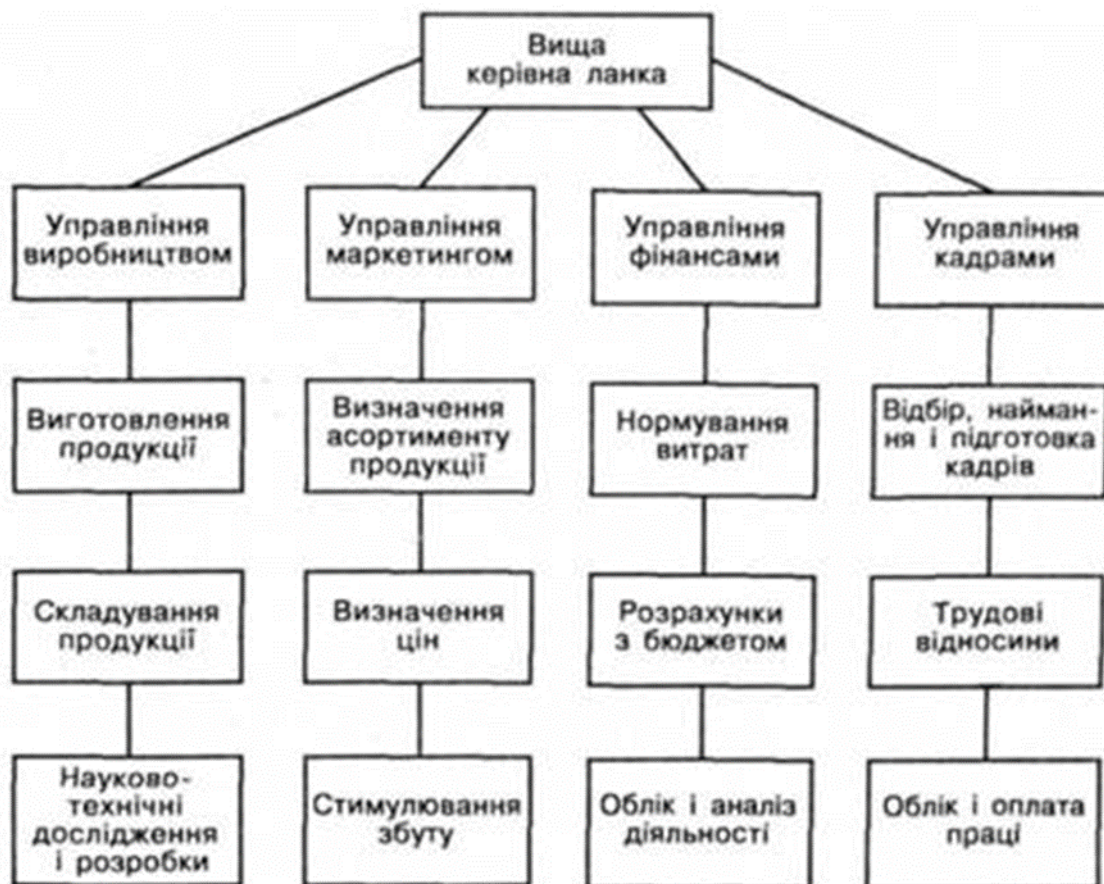 Вища
керівна ланка
Управління
виробництвом
Управління
маркетингом
Управління
фінансами
Управління
кадрами
Виготовлення
продукції
Визначення
асортименту
продукції
Нормування
витрат
Відбір, найман-
ня і підготовка
кадрів
Складування
продукції
Визначення
цін
Розрахунки
з бюджетом
Трудові
відносини
Науково-
технічні
дослідження
і розробки
Стимулювання
збуту
Облік і аналіз
діяльності
Облік і оплата
праці